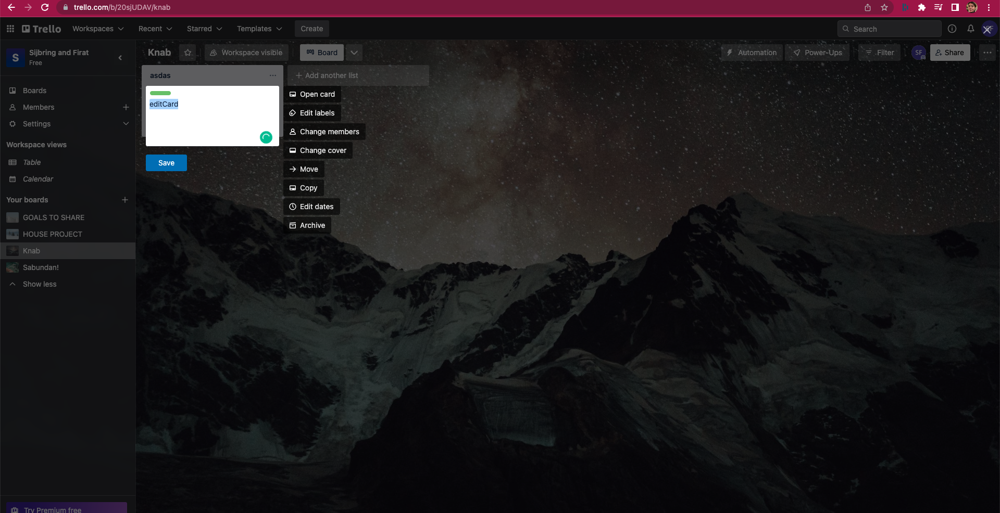 trello.com/b/20sjUDAV/knab
Trello Workspaces Recent Starred Templates Create Search
S Sijbring and Firat
Free
Boards
Members
Settings
Workspace views
Table
Calendar
Your boards
GOALS TO SHARE
HOUSE PROJECT
Knab
Sabundan!
Show less
Try Premium free
Knab Workspace visible Board Automation Power-Ups Filter SF Share
asdas
Add another list
editCard
Save
Open card
Edit labels
Change members
Change cover
Move
Copy
Edit dates
Archive